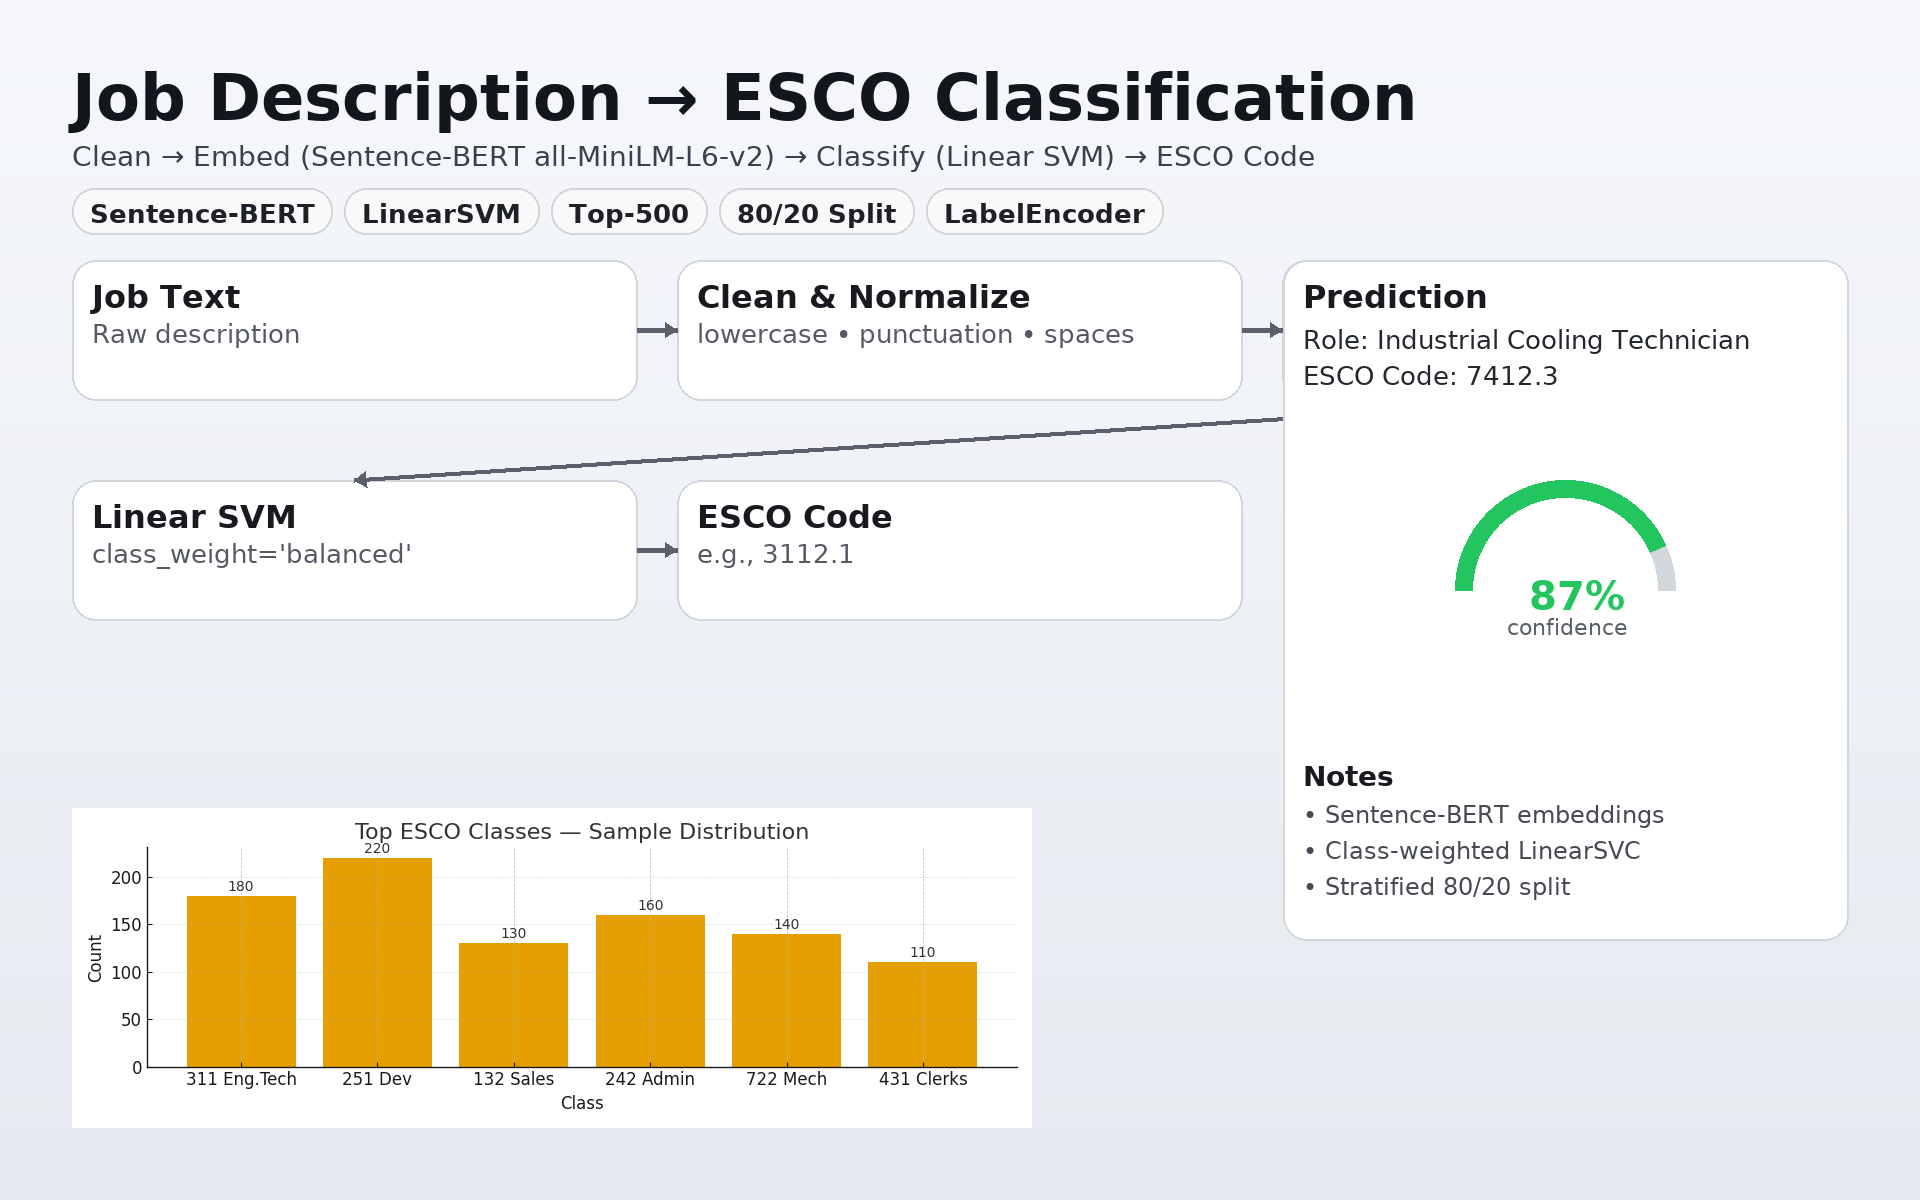 Job Description → ESCO Classification
Clean → Embed (Sentence-BERT all-MiniLM-L6-v2) → Classify (Linear SVM) → ESCO Code
Sentence-BERT
LinearSVM
Top-500
80/20 Split
LabelEncoder
Job Text
Raw description
Clean & Normalize
lowercase • punctuation • spaces
Prediction
Role: Industrial Cooling Technician
ESCO Code: 7412.3
87%
confidence
Notes
• Sentence-BERT embeddings
• Class-weighted LinearSVC
• Stratified 80/20 split
Linear SVM
class_weight='balanced'
ESCO Code
e.g., 3112.1
Top ESCO Classes — Sample Distribution
Count
200
150
100
50
0
180
220
130
160
140
110
311 Eng.Tech
251 Dev
132 Sales
242 Admin
722 Mech
431 Clerks
Class